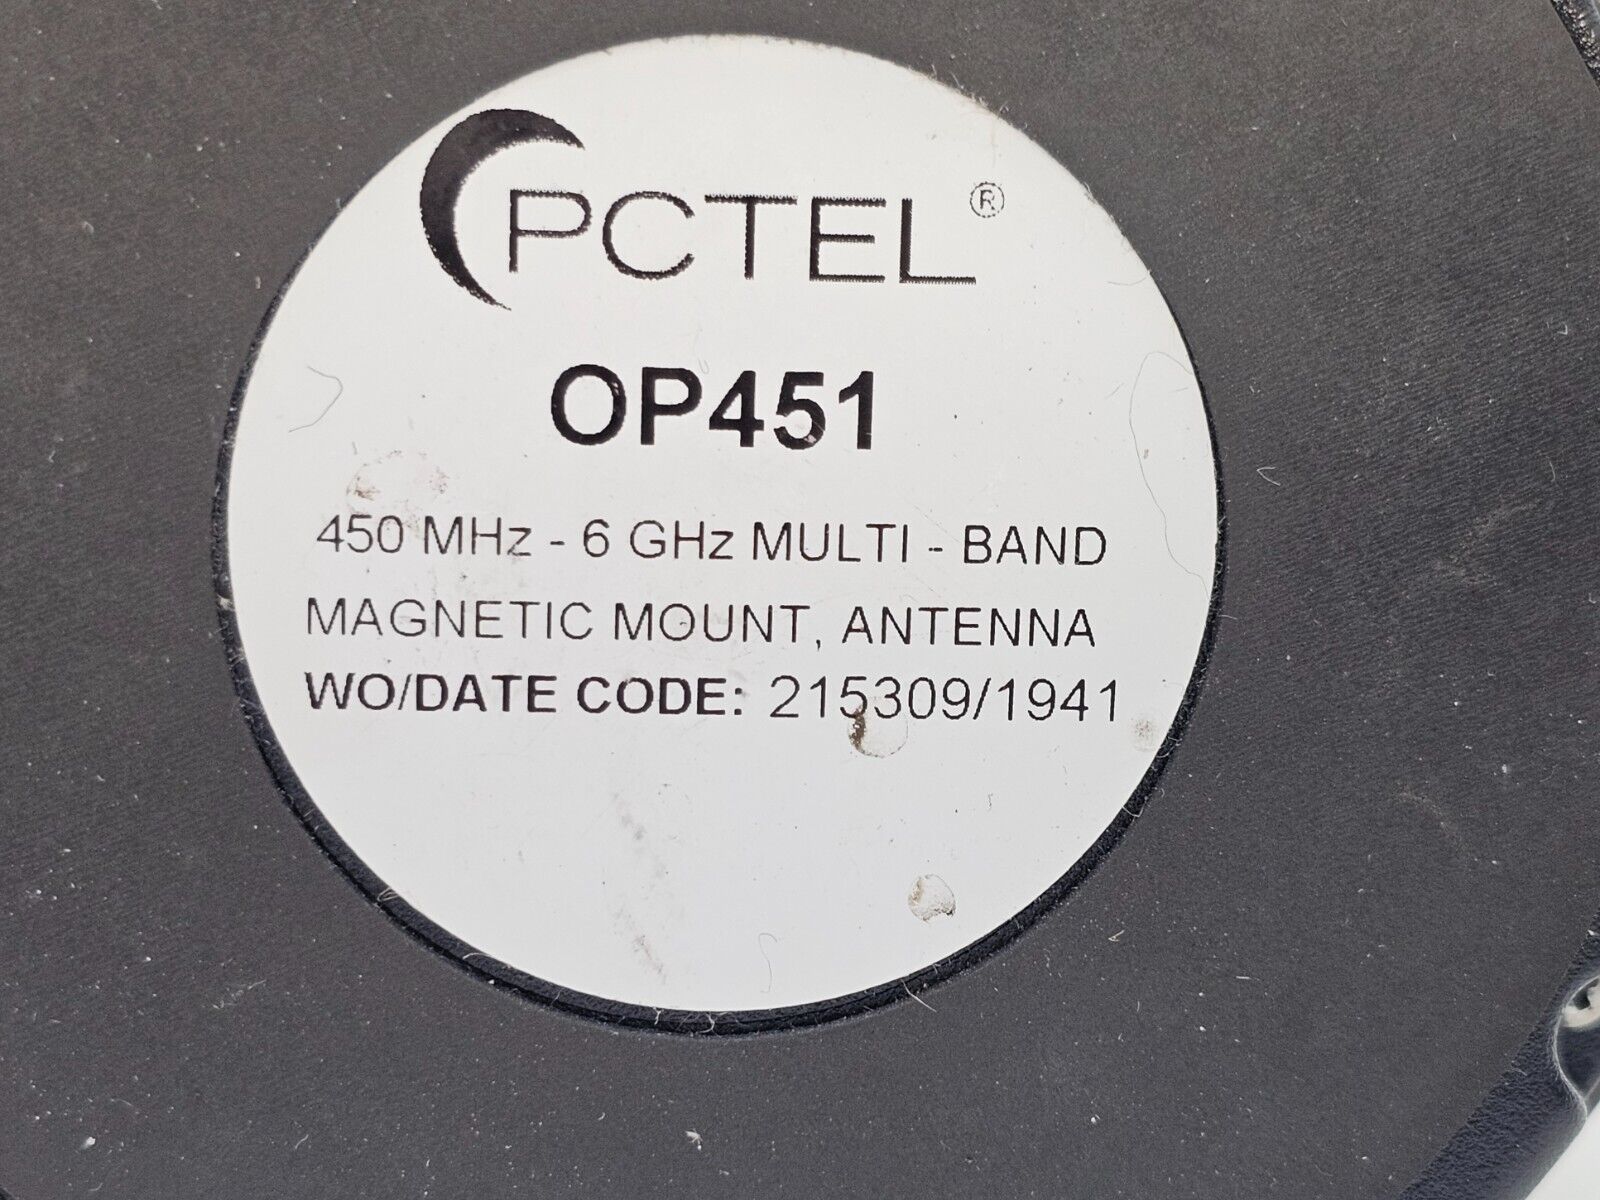 PCTEL®
OP451
450 MHz - 6 GHz MULTI - BAND
MAGNETIC MOUNT, ANTENNA
WO/DATE CODE: 215309/1941